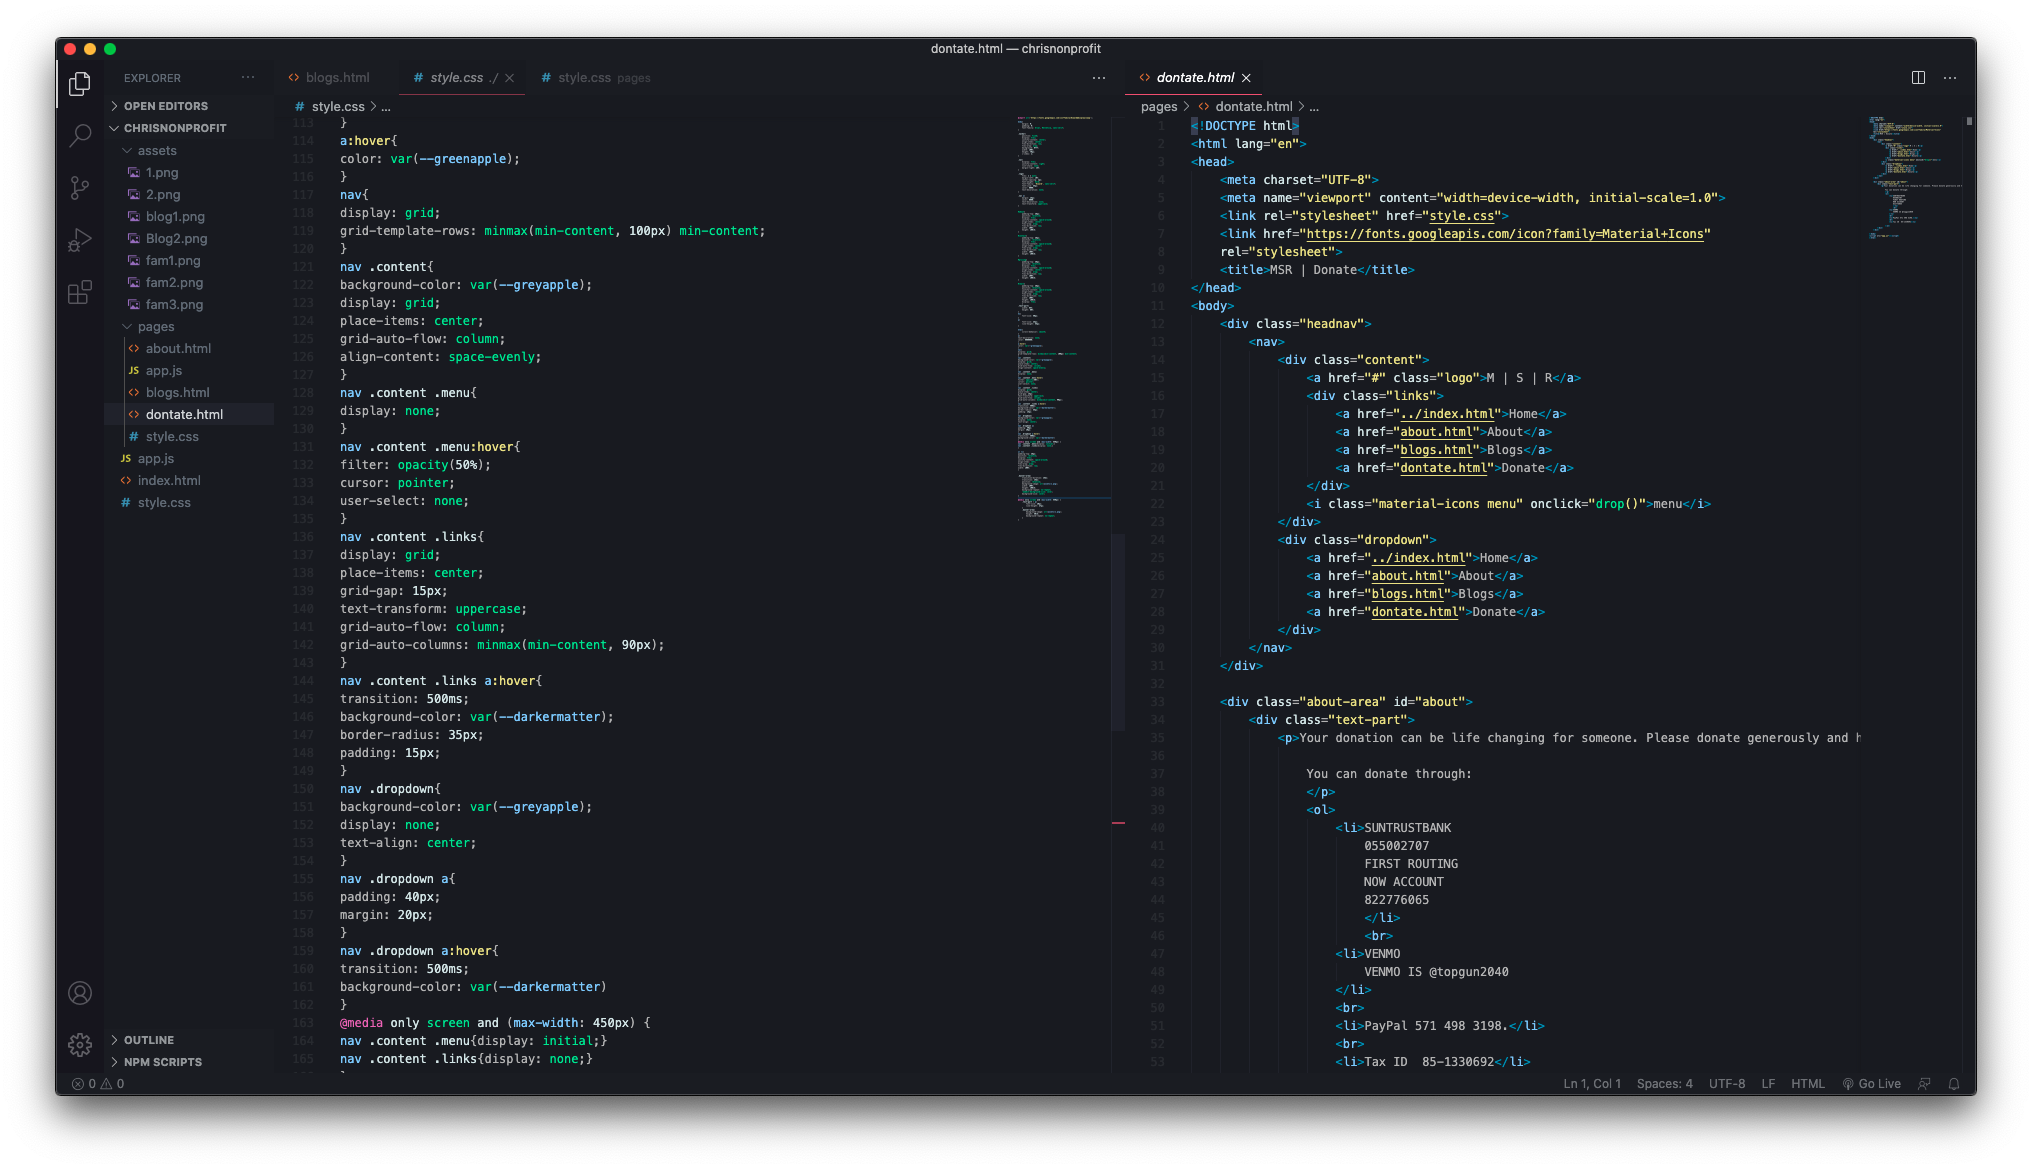 dontate.html — chrisnonprofit
EXPLORER
OPEN EDITORS
CHRISNONPROFIT
assets
1.png
2.png
blog1.png
Blog2.png
fam1.png
fam2.png
fam3.png
pages
about.html
JS app.js
blogs.html
dontate.html
# style.css
JS app.js
index.html
# style.css
OUTLINE
NPM SCRIPTS
blogs.html
# style.css ./
# style.css pages
# style.css > ...
113 }
114 a:hover{
115 color: var(--greenapple);
116 }
117 nav{
118 display: grid;
119 grid-template-rows: minmax(min-content, 100px) min-content;
120 }
121 nav .content{
122 background-color: var(--greyapple);
123 display: grid;
124 place-items: center;
125 grid-auto-flow: column;
126 align-content: space-evenly;
127 }
128 nav .content .menu{
129 display: none;
130 }
131 nav .content .menu:hover{
132 filter: opacity(50%);
133 cursor: pointer;
134 user-select: none;
135 }
136 nav .content .links{
137 display: grid;
138 place-items: center;
139 grid-gap: 15px;
140 text-transform: uppercase;
141 grid-auto-flow: column;
142 grid-auto-columns: minmax(min-content, 90px);
143 }
144 nav .content .links a:hover{
145 transition: 500ms;
146 background-color: var(--darkermatter);
147 border-radius: 35px;
148 padding: 15px;
149 }
150 nav .dropdown{
151 background-color: var(--greyapple);
152 display: none;
153 text-align: center;
154 }
155 nav .dropdown a{
156 padding: 40px;
157 margin: 20px;
158 }
159 nav .dropdown a:hover{
160 transition: 500ms;
161 background-color: var(--darkermatter)
162 }
163 @media only screen and (max-width: 450px) {
164 nav .content .menu{display: initial;}
165 nav .content .links{display: none;}
dontate.html
pages > dontate.html > ...
1 <!DOCTYPE html>
2 <html lang="en">
3 <head>
4 <meta charset="UTF-8">
5 <meta name="viewport" content="width=device-width, initial-scale=1.0">
6 <link rel="stylesheet" href="style.css">
7 <link href="https://fonts.googleapis.com/icon?family=Material+Icons"
8 rel="stylesheet">
9 <title>MSR | Donate</title>
10 </head>
11 <body>
12 <div class="headnav">
13 <nav>
14 <div class="content">
15 <a href="#" class="logo">M | S | R</a>
16 <div class="links">
17 <a href="../index.html">Home</a>
18 <a href="about.html">About</a>
19 <a href="blogs.html">Blogs</a>
20 <a href="dontate.html">Donate</a>
21 </div>
22 <i class="material-icons menu" onclick="drop()">menu</i>
23 </div>
24 <div class="dropdown">
25 <a href="../index.html">Home</a>
26 <a href="about.html">About</a>
27 <a href="blogs.html">Blogs</a>
28 <a href="dontate.html">Donate</a>
29 </div>
30 </nav>
31 </div>
32
33 <div class="about-area" id="about">
34 <div class="text-part">
35 <p>Your donation can be life changing for someone. Please donate generously and h
36
37 You can donate through:
38 </p>
39 <ol>
40 <li>SUNTRUSTBANK
41 055002707
42 FIRST ROUTING
43 NOW ACCOUNT
44 822776065
45 </li>
46 <br>
47 <li>VENMO
48 VENMO IS @topgun2040
49 </li>
50 <br>
51 <li>PayPal 571 498 3198.</li>
52 <br>
53 <li>Tax ID  85-1330692</li>
0 0
Ln 1, Col 1 Spaces: 4 UTF-8 LF HTML Go Live